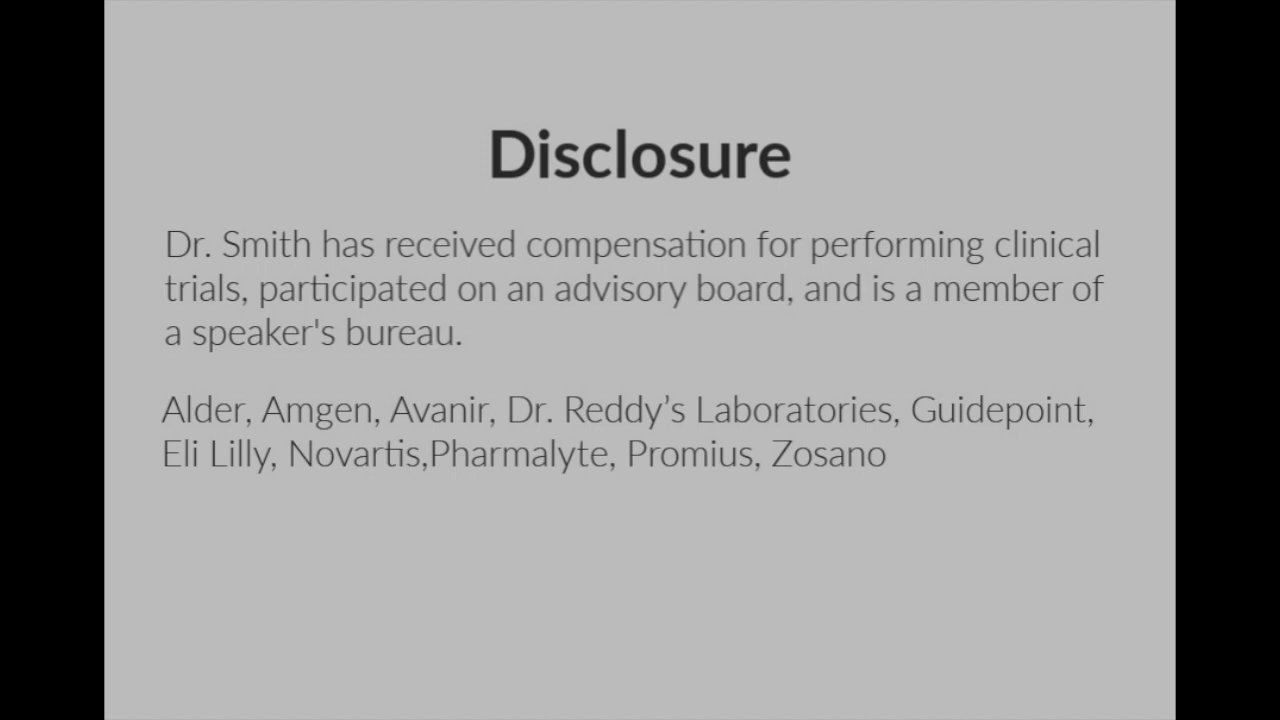 Disclosure
Dr. Smith has received compensation for performing clinical
trials, participated on an advisory board, and is a member of
a speaker's bureau.
Alder, Amgen, Avanir, Dr. Reddy’s Laboratories, Guidepoint,
Eli Lilly, Novartis,Pharmalyte, Promius, Zosano